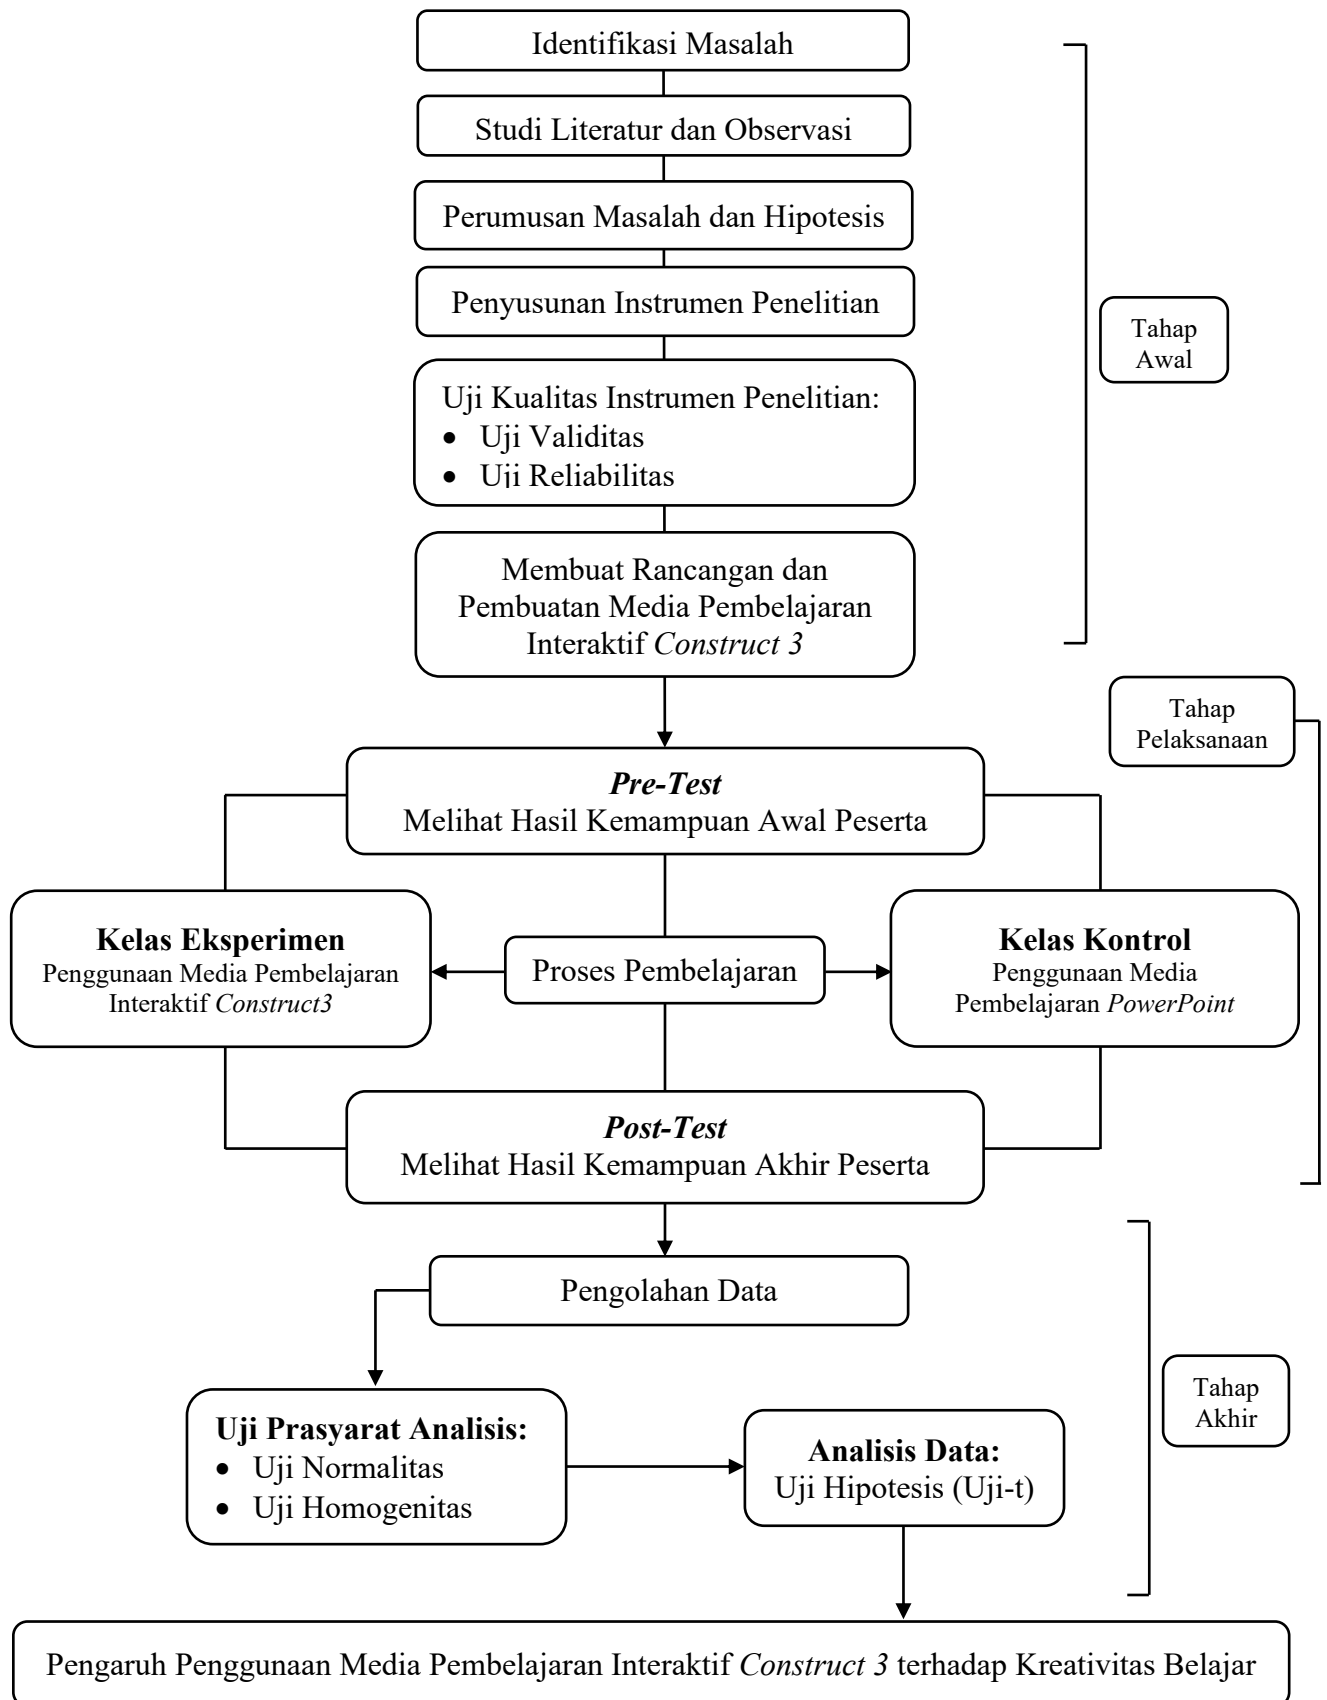 Identifikasi Masalah
Studi Literatur dan Observasi
Perumusan Masalah dan Hipotesis
Penyusunan Instrumen Penelitian
Tahap
Awal
Uji Kualitas Instrumen Penelitian:
• Uji Validitas
• Uji Reliabilitas
Membuat Rancangan dan
Pembuatan Media Pembelajaran
Interaktif Construct 3
Tahap
Pelaksanaan
Pre-Test
Melihat Hasil Kemampuan Awal Peserta
Kelas Eksperimen
Penggunaan Media Pembelajaran
Interaktif Construct3
Proses Pembelajaran
Kelas Kontrol
Penggunaan Media
Pembelajaran PowerPoint
Post-Test
Melihat Hasil Kemampuan Akhir Peserta
Pengolahan Data
Tahap
Akhir
Uji Prasyarat Analisis:
• Uji Normalitas
• Uji Homogenitas
Analisis Data:
Uji Hipotesis (Uji-t)
Pengaruh Penggunaan Media Pembelajaran Interaktif Construct 3 terhadap Kreativitas Belajar